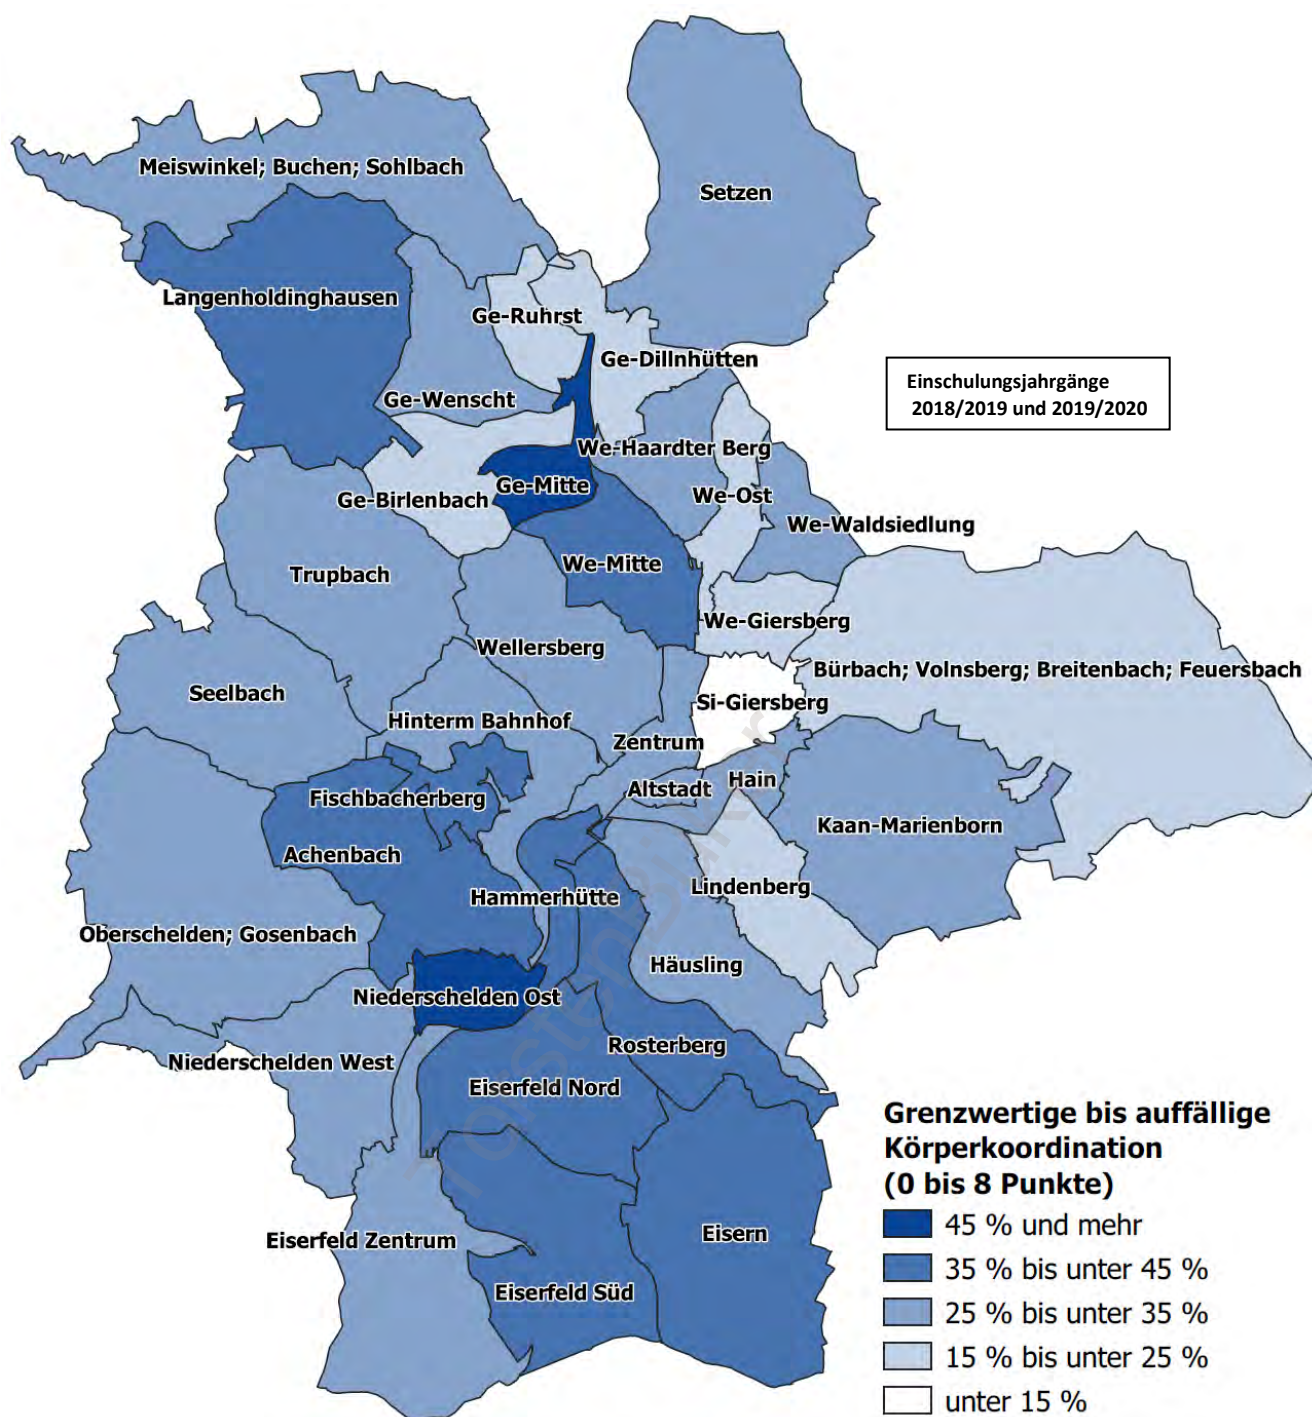 Meiswinkel; Buchen; Sohlbach
Setzen
Langenholdinghausen
Ge-Ruhrst
Ge-Dillnhütten
Einschulungsjahrgänge
2018/2019 und 2019/2020
Ge-Wenscht
We-Haardter Berg
Ge-Mitte
Ge-Birlenbach
We-Ost
We-Waldsiedlung
We-Mitte
Trupbach
We-Giersberg
Wellersberg
Bürbach; Volnsberg; Breitenbach; Feuersbach
Seelbach
Si-Giersberg
Hinterm Bahnhof
Zentrum
Hain
Altstadt
Fischbacherberg
Kaan-Marienborn
Achenbach
Lindenberg
Hammerhütte
Oberschelden; Gosenbach
Häusling
Niederschelden Ost
Rosterberg
Niederschelden West
Eiserfeld Nord
Eisern
Eiserfeld Zentrum
Eiserfeld Süd
Grenzwertige bis auffällige
Körperkoordination
(0 bis 8 Punkte)
45 % und mehr
35 % bis unter 45 %
25 % bis unter 35 %
15 % bis unter 25 %
unter 15 %